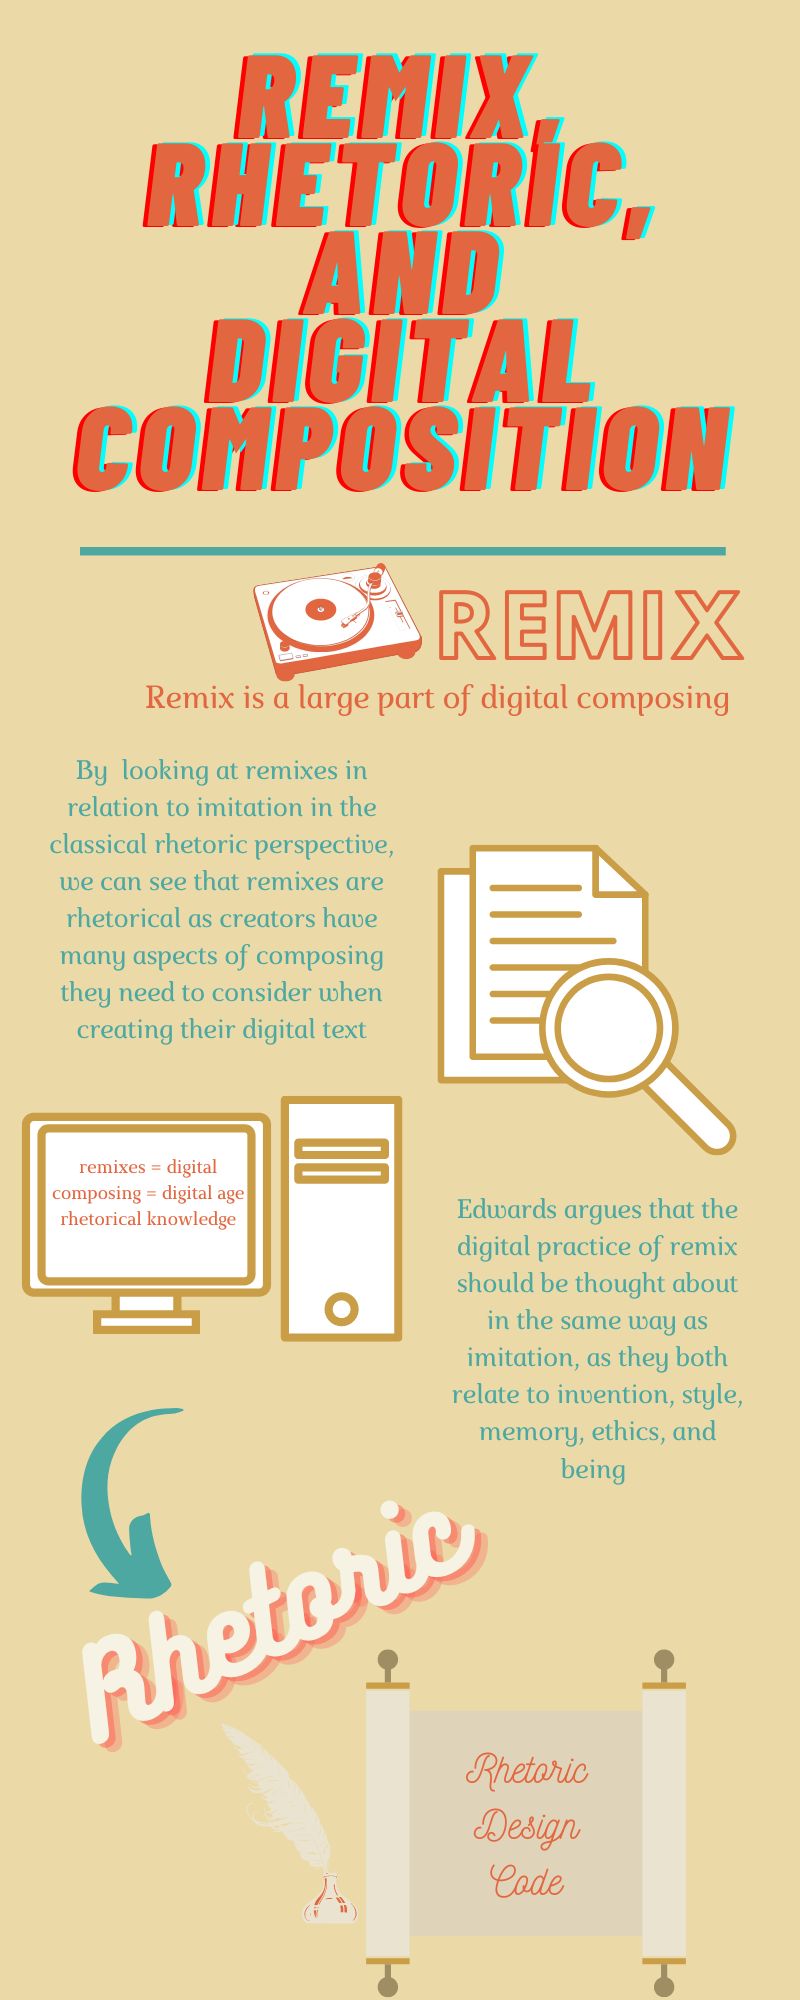 REMIX,
RHETORIC,
AND
DIGITAL
COMPOSITION
REMIX
Remix is a large part of digital composing
By looking at remixes in
relation to imitation in the
classical rhetoric perspective,
we can see that remixes are
rhetorical as creators have
many aspects of composing
they need to consider when
creating their digital text
remixes = digital
composing = digital age
rhetorical knowledge
Edwards argues that the
digital practice of remix
should be thought about
in the same way as
imitation, as they both
relate to invention, style,
memory, ethics, and
being
Rhetoric
Rhetoric
Design
Code